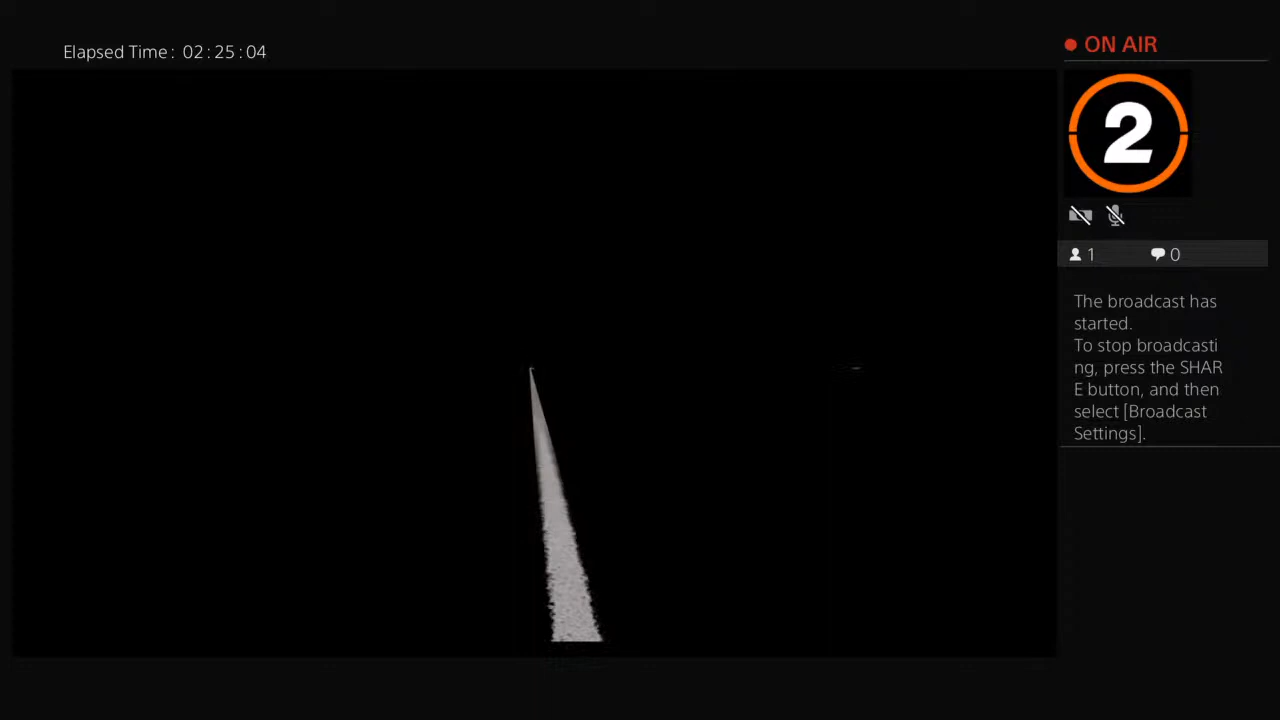 Elapsed Time: 02:25:04
ON AIR
2
1 0
The broadcast has
started.
To stop broadcasti
ng, press the SHAR
E button, and then
select [Broadcast
Settings].